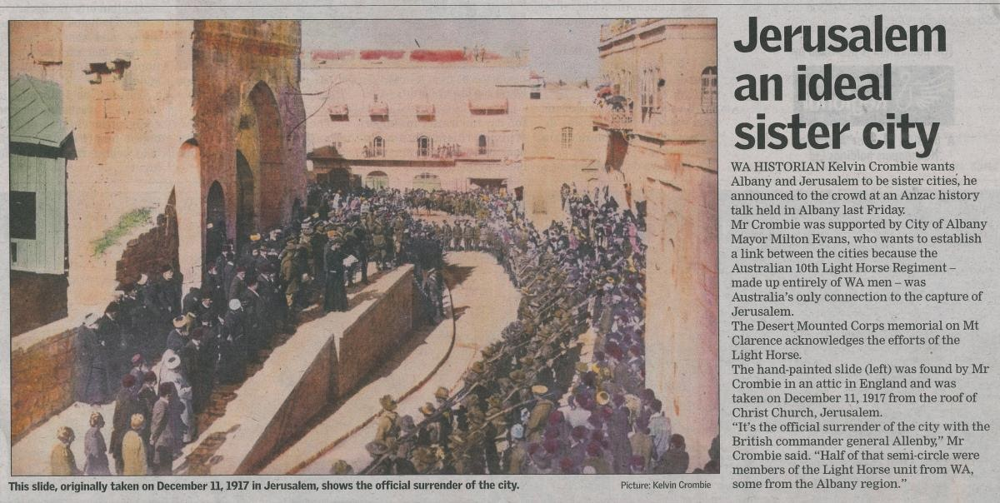 Jerusalem
an ideal
sister city
WA HISTORIAN Kelvin Crombie wants
Albany and Jerusalem to be sister cities, he
announced to the crowd at an Anzac history
talk held in Albany last Friday.
Mr Crombie was supported by City of Albany
Mayor Milton Evans, who wants to establish
a link between the cities because the
Australian 10th Light Horse Regiment –
made up entirely of WA men – was
Australia's only connection to the capture of
Jerusalem.
The Desert Mounted Corps memorial on Mt
Clarence acknowledges the efforts of the
Light Horse.
The hand-painted slide (left) was found by Mr
Crombie in an attic in England and was
taken on December 11, 1917 from the roof of
Christ Church, Jerusalem.
“It's the official surrender of the city with the
British commander general Allenby,” Mr
Crombie said. “Half of that semi-circle were
members of the Light Horse unit from WA,
some from the Albany region.”
This slide, originally taken on December 11, 1917 in Jerusalem, shows the official surrender of the city.
Picture: Kelvin Crombie